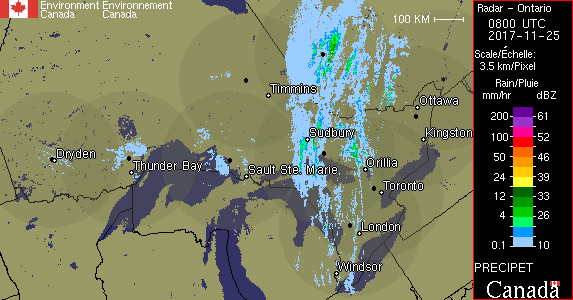 Environment Environnement
Canada Canada
100 KM
Timmins
Ottawa
Sudbury
Kingston
Dryden
Thunder Bay
Sault Ste. Marie
Orillia
Toronto
London
Windsor
Radar - Ontario
0800 UTC
2017-11-25
Scale/Échelle:
3.5 km/Pixel
Rain/Pluie
mm/hr dBZ
200 61
100 52
50 46
24 39
12 33
4 26
0.1 10
PRECIPET
Canada